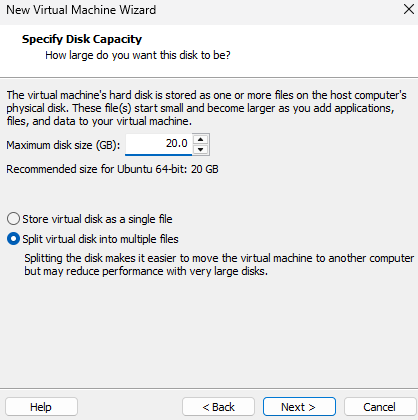 New Virtual Machine Wizard
Specify Disk Capacity
How large do you want this disk to be?
The virtual machine's hard disk is stored as one or more files on the host computer's
physical disk. These file(s) start small and become larger as you add applications,
files, and data to your virtual machine.
Maximum disk size (GB): 20.0
Recommended size for Ubuntu 64-bit: 20 GB
Store virtual disk as a single file
Split virtual disk into multiple files
Splitting the disk makes it easier to move the virtual machine to another computer
but may reduce performance with very large disks.
Help < Back Next > Cancel